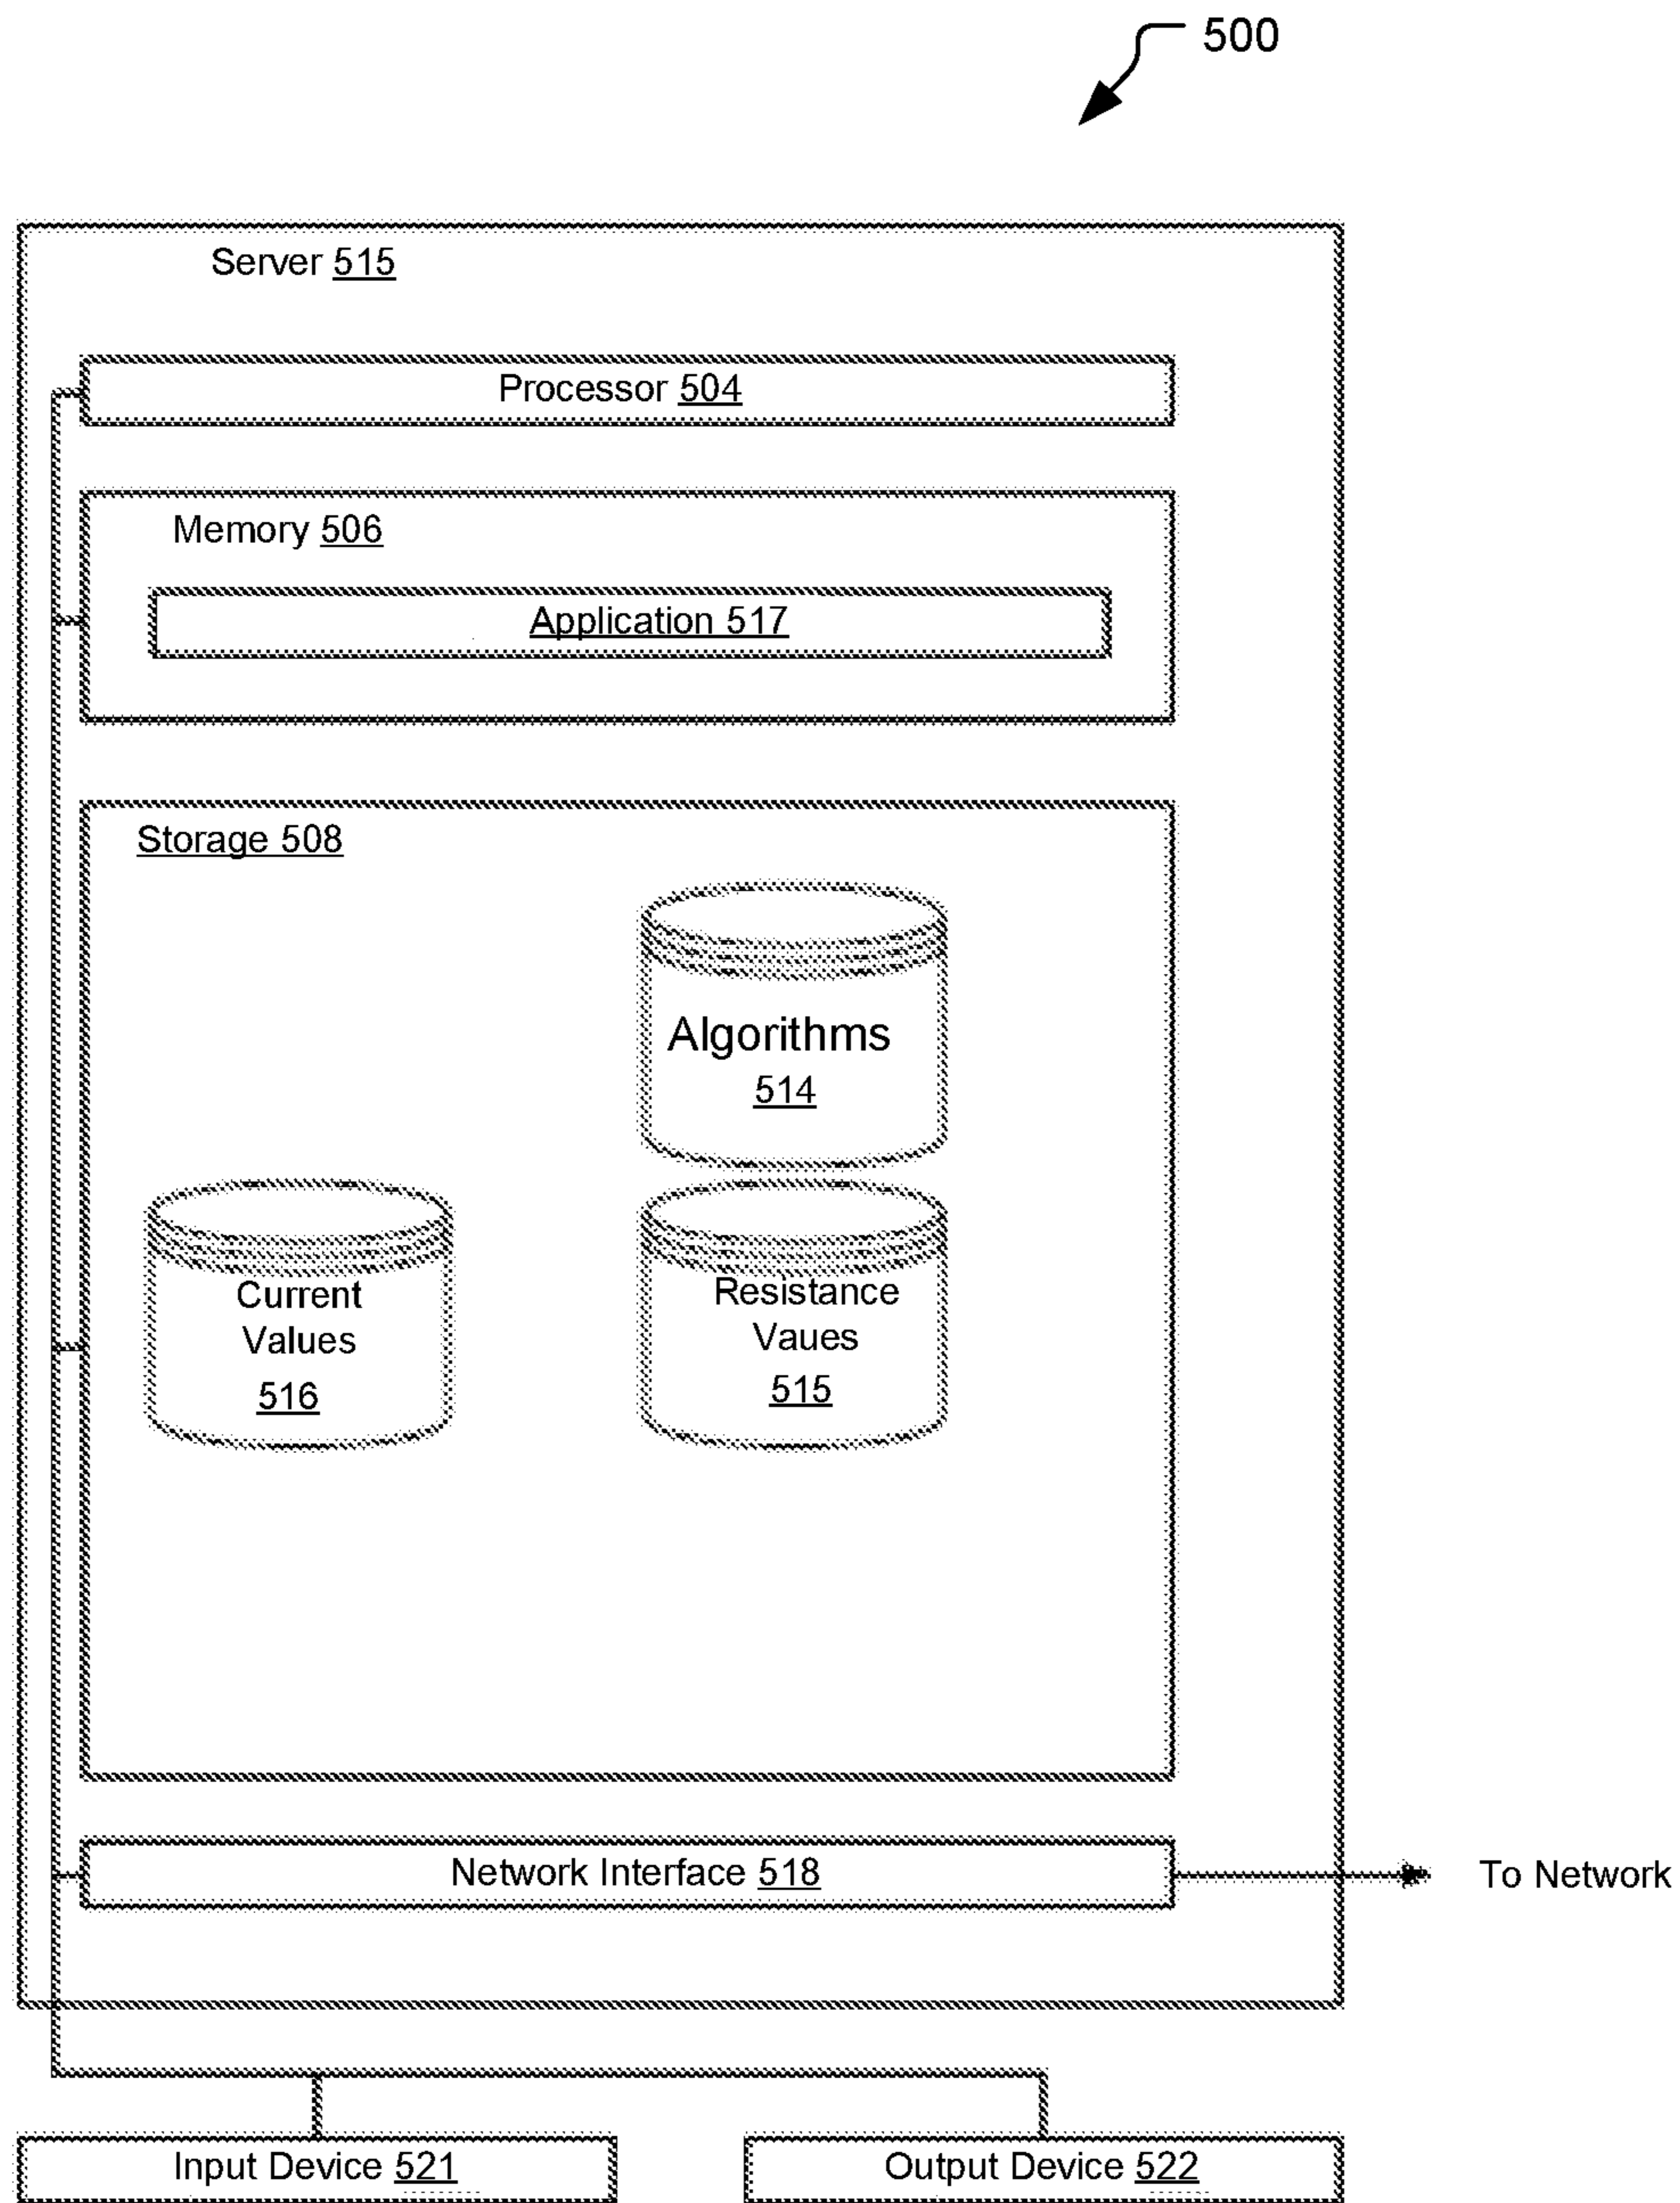 500
Server 515
Processor 504
Memory 506
Application 517
Storage 508
Algorithms
514
Current
Values
516
Resistance
Vaues
515
Network Interface 518
To Network
Input Device 521
Output Device 522